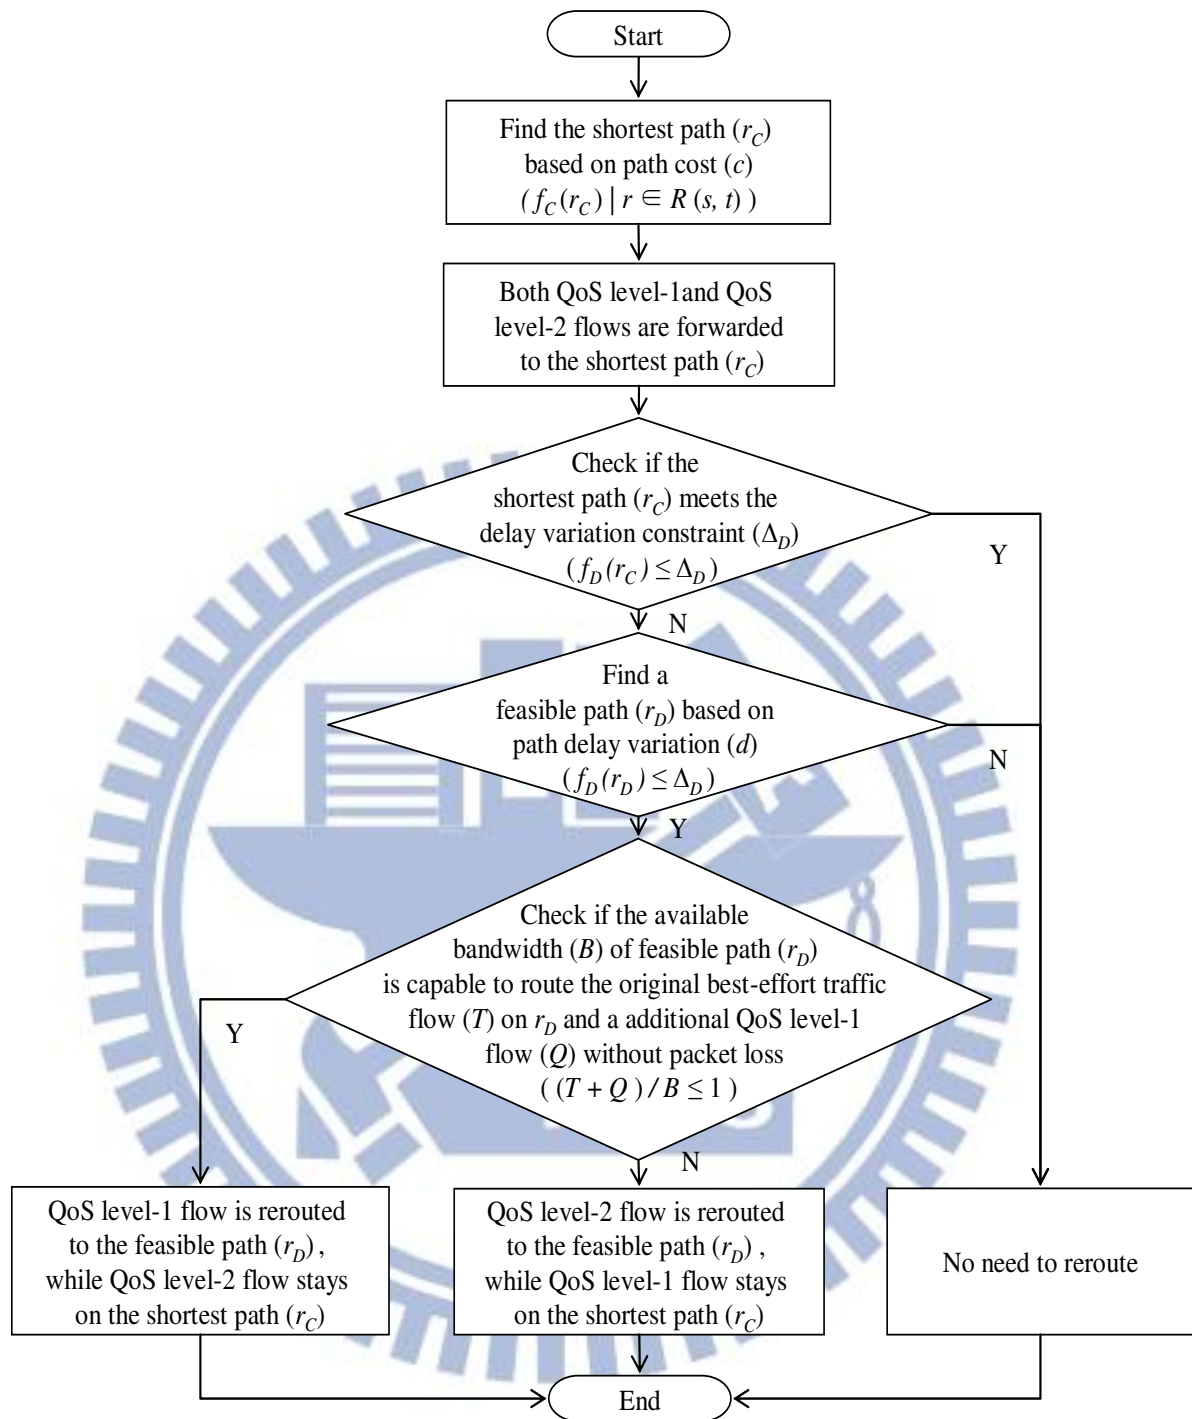 Start
Find the shortest path (r_C)
based on path cost (c)
( f_C (r_C) | r ∈ R (s, t) )
Both QoS level-1and QoS
level-2 flows are forwarded
to the shortest path (r_C)
Check if the
shortest path (r_C) meets the
delay variation constraint (Δ_D)
( f_D (r_C ) ≤ Δ_D )
Y
N
Find a
feasible path (r_D) based on
path delay variation (d)
( f_D (r_D ) ≤ Δ_D )
N
Y
Check if the available
bandwidth (B) of feasible path (r_D)
is capable to route the original best-effort traffic
flow (T) on r_D and a additional QoS level-1
flow (Q) without packet loss
( (T + Q ) / B ≤ 1 )
Y
N
QoS level-1 flow is rerouted
to the feasible path (r_D) ,
while QoS level-2 flow stays
on the shortest path (r_C)
QoS level-2 flow is rerouted
to the feasible path (r_D) ,
while QoS level-1 flow stays
on the shortest path (r_C)
No need to reroute
End